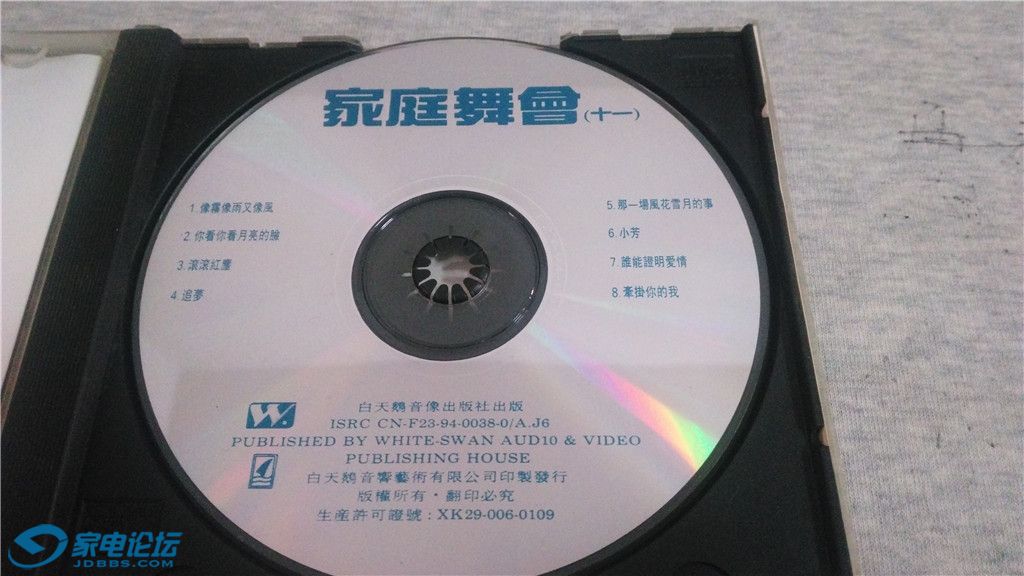 家庭舞會(十一)
1.像霧像雨又像風
2.你看你看月亮的臉
3.滾滾紅塵
4.追夢
5.那一場風花雪月的事
6.小芳
7.誰能證明愛情
8.牽掛你的我
W.
白天鵝音像出版社出版
ISRC CN-F23-94-0038-0/A.J6
PUBLISHED BY WHITE-SWAN AUD10 & VIDEO
PUBLISHING HOUSE
白天鵝音響藝術有限公司印製發行
版權所有·翻印必究
生産許可證號:XK29-006-0109
家电论坛
JDBBS.COM